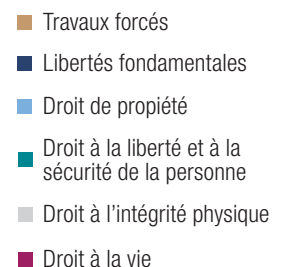 Travaux forcés
Libertés fondamentales
Droit de propiété
Droit à la liberté et à la
sécurité de la personne
Droit à l’intégrité physique
Droit à la vie